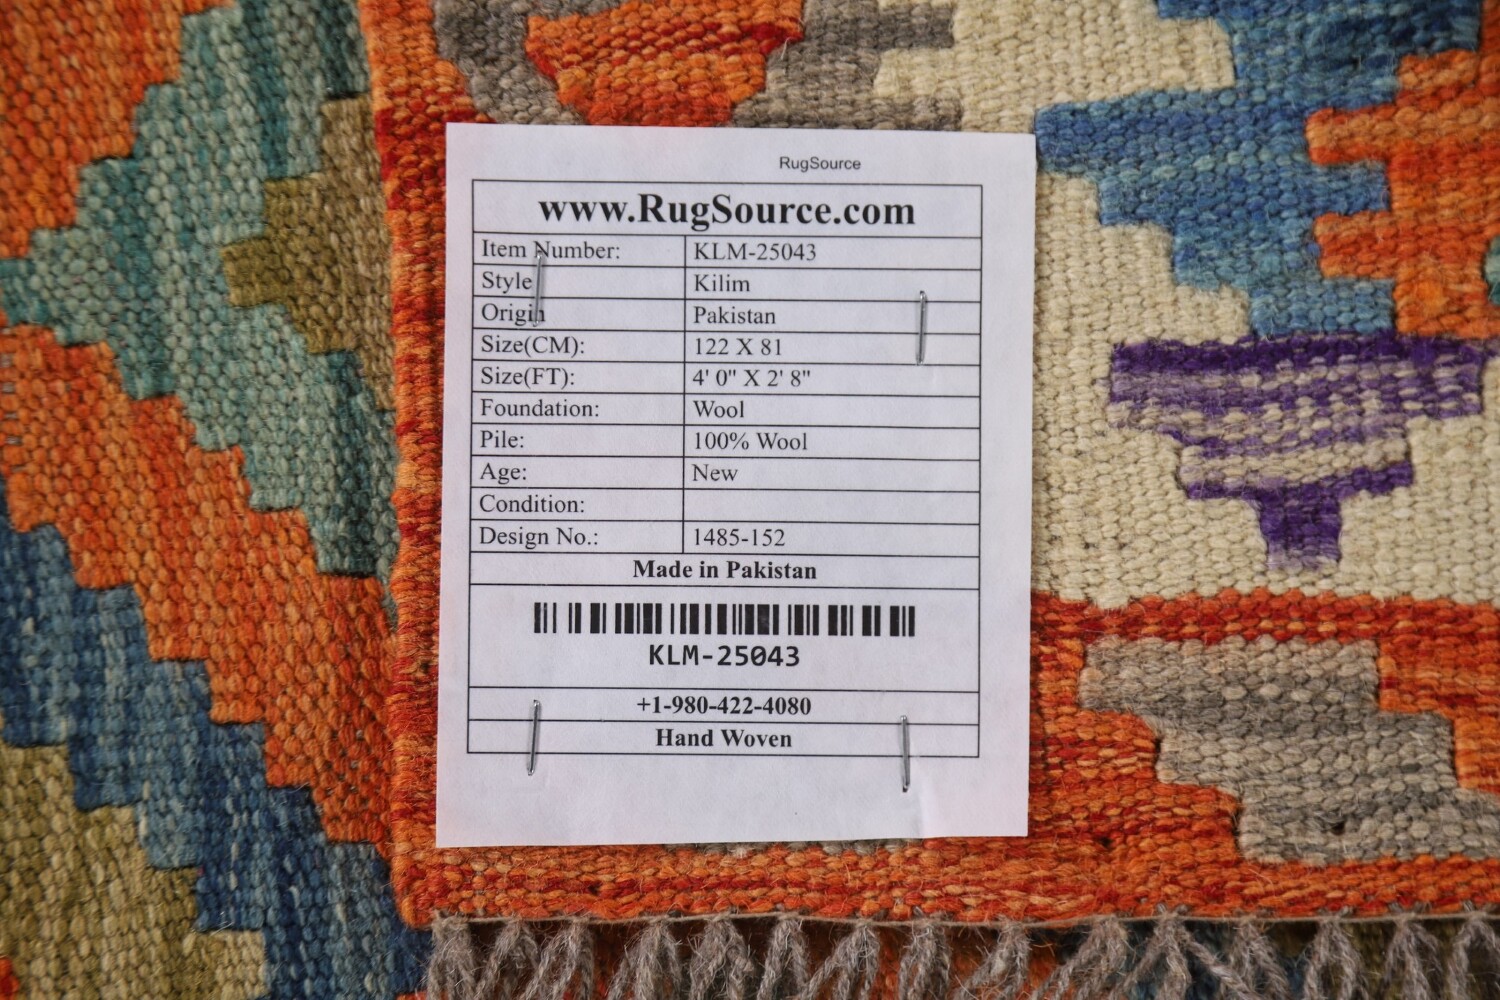 RugSource
www.RugSource.com
Item Number: KLM-25043
Style Kilim
Origin Pakistan
Size(CM): 122 X 81
Size(FT): 4' 0" X 2' 8"
Foundation: Wool
Pile: 100% Wool
Age: New
Condition:
Design No.: 1485-152
Made in Pakistan
KLM-25043
+1-980-422-4080
Hand Woven